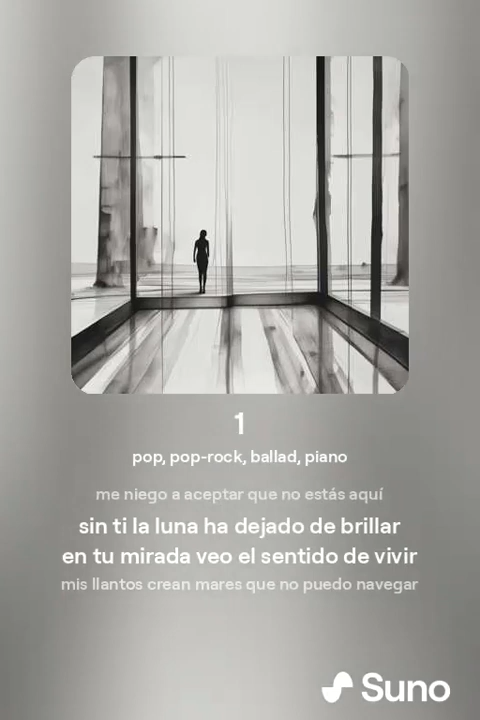 1
pop, pop-rock, ballad, piano
me niego a aceptar que no estás aquí
sin ti la luna ha dejado de brillar
en tu mirada veo el sentido de vivir
mis llantos crean mares que no puedo navegar
Suno